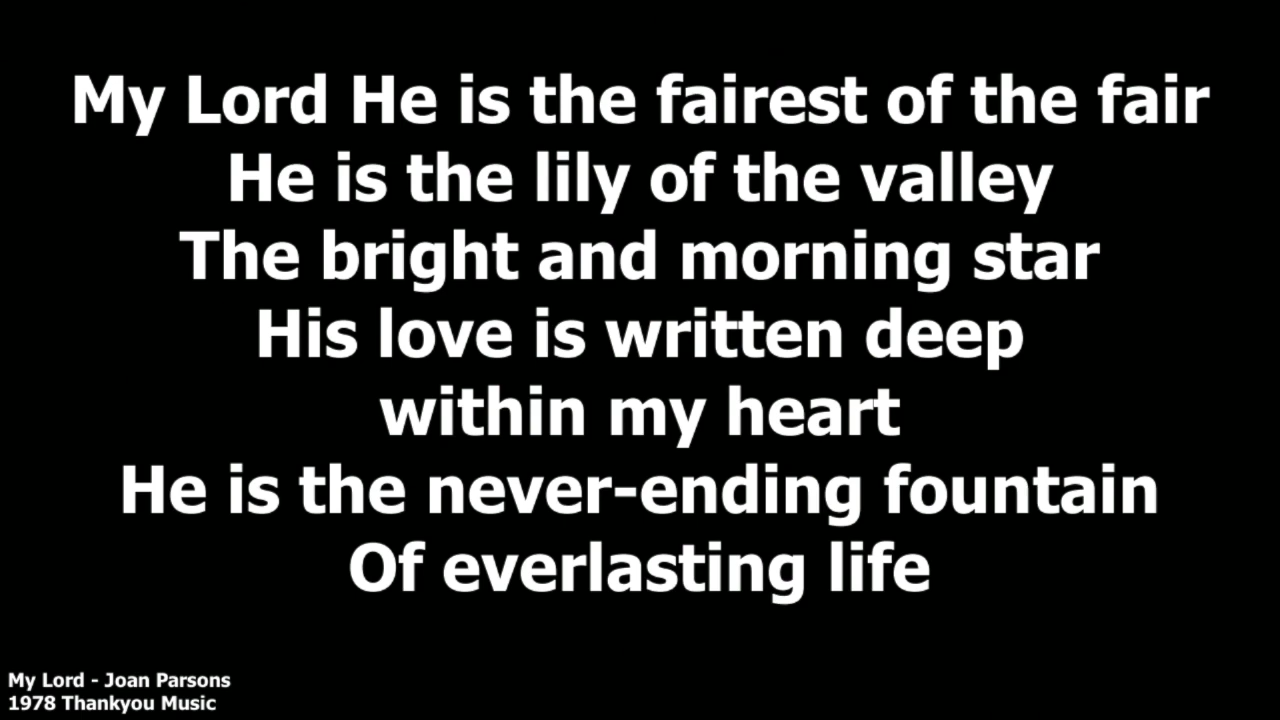 My Lord He is the fairest of the fair
He is the lily of the valley
The bright and morning star
His love is written deep
within my heart
He is the never-ending fountain
Of everlasting life
My Lord - Joan Parsons
1978 Thankyou Music